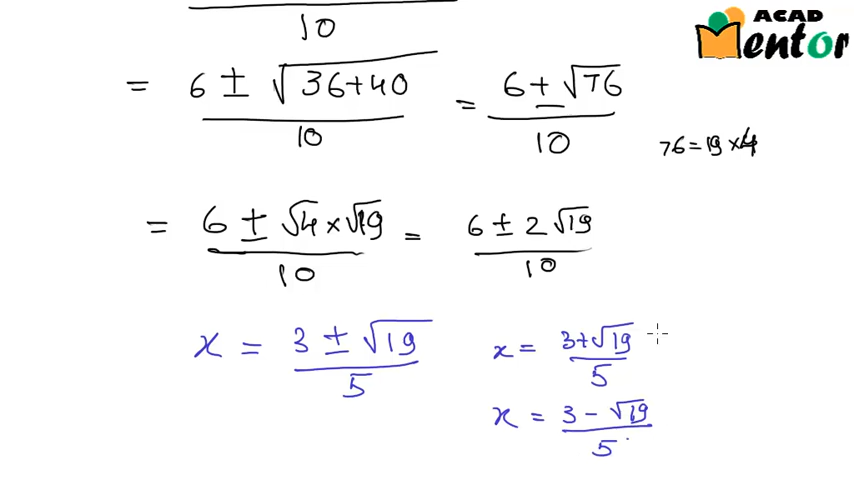 ACAD
mentor
10
= 6 ± √36+40 / 10 = 6 ± √76 / 10
76 = 19 × 4
= 6 ± √4 × √19 / 10 = 6 ± 2√19 / 10
x = 3 ± √19 / 5
x = 3 + √19 / 5
x = 3 - √19 / 5